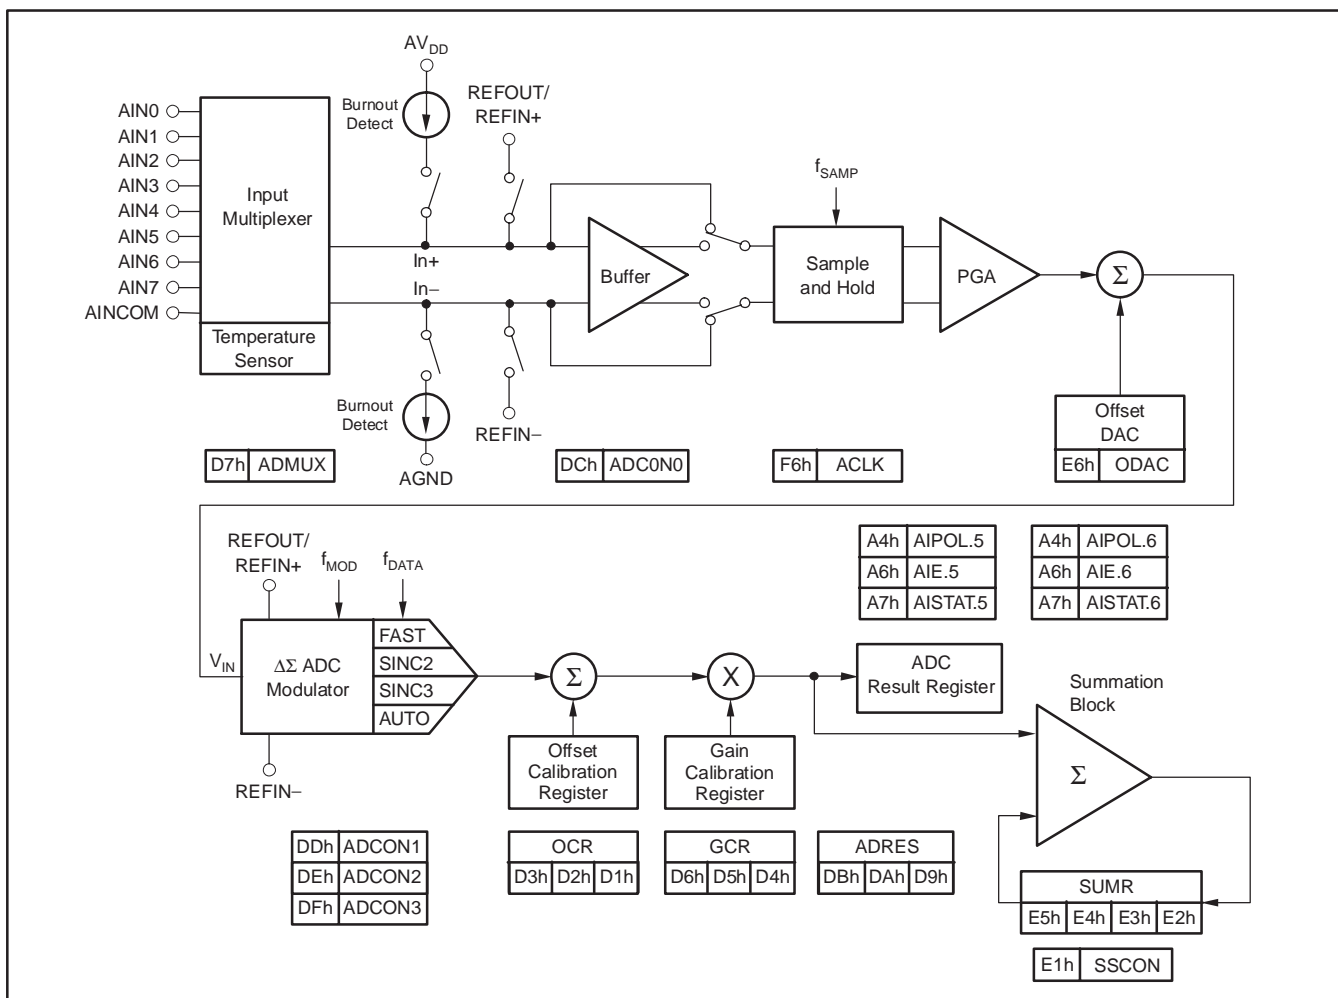 AV_DD
REFOUT/
REFIN+
Burnout
Detect
AIN0
AIN1
AIN2
AIN3
AIN4
AIN5
AIN6
AIN7
AINCOM
Input
Multiplexer
Temperature
Sensor
In+
In−
f_SAMP
Buffer
Sample
and Hold
PGA
Σ
Burnout
Detect
REFIN−
AGND
Offset
DAC
E6h ODAC
D7h ADMUX
DCh ADC0N0
F6h ACLK
REFOUT/
REFIN+
f_MOD
f_DATA
A4h AIPOL.5
A6h AIE.5
A7h AISTAT.5
A4h AIPOL.6
A6h AIE.6
A7h AISTAT.6
V_IN
ΔΣ ADC
Modulator
FAST
SINC2
SINC3
AUTO
Σ
X
ADC
Result Register
Summation
Block
Σ
Offset
Calibration
Register
Gain
Calibration
Register
REFIN−
DDh ADCON1
DEh ADCON2
DFh ADCON3
OCR
D3h D2h D1h
GCR
D6h D5h D4h
ADRES
DBh DAh D9h
SUMR
E5h E4h E3h E2h
E1h SSCON